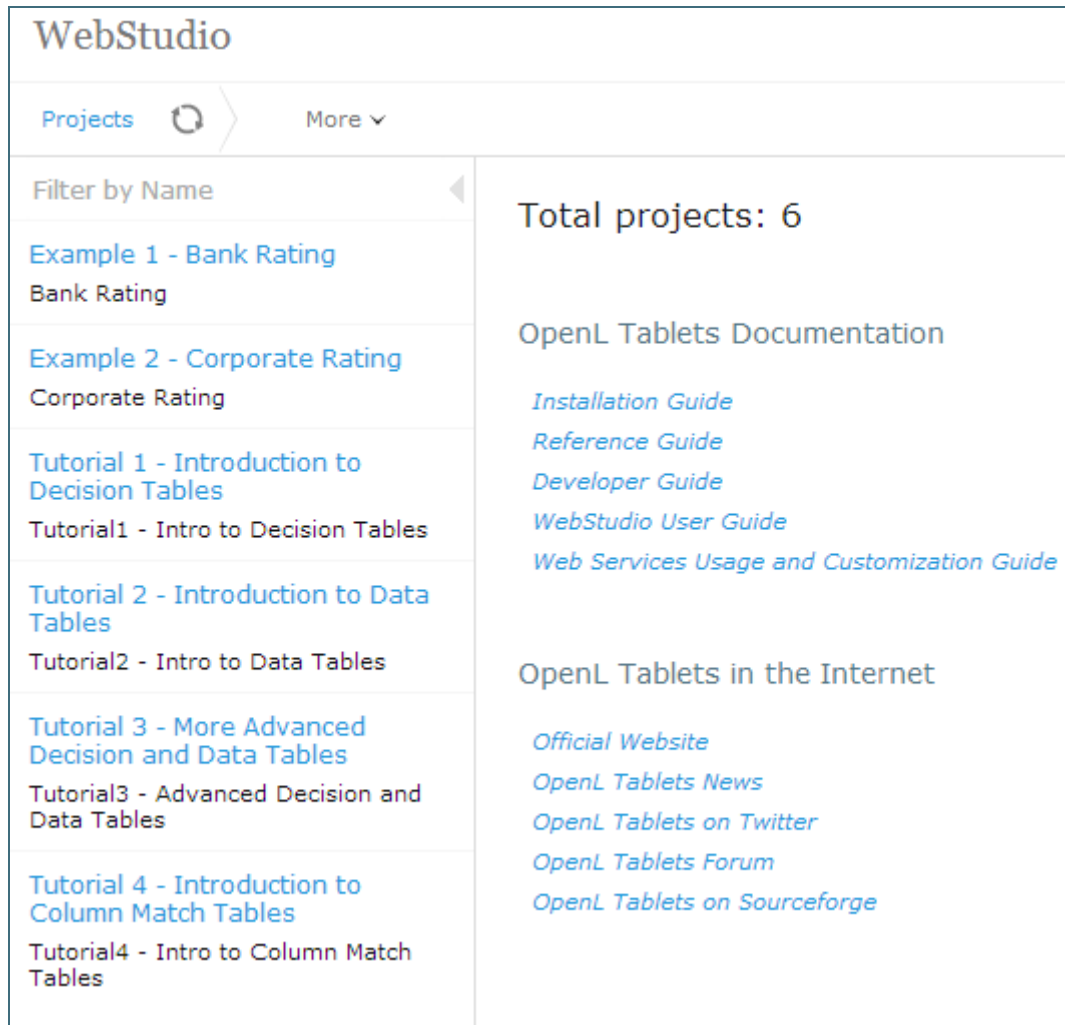 WebStudio
Projects
More
Filter by Name
Example 1 - Bank Rating
Bank Rating
Example 2 - Corporate Rating
Corporate Rating
Tutorial 1 - Introduction to
Decision Tables
Tutorial1 - Intro to Decision Tables
Tutorial 2 - Introduction to Data
Tables
Tutorial2 - Intro to Data Tables
Tutorial 3 - More Advanced
Decision and Data Tables
Tutorial3 - Advanced Decision and
Data Tables
Tutorial 4 - Introduction to
Column Match Tables
Tutorial4 - Intro to Column Match
Tables
Total projects: 6
OpenL Tablets Documentation
Installation Guide
Reference Guide
Developer Guide
WebStudio User Guide
Web Services Usage and Customization Guide
OpenL Tablets in the Internet
Official Website
OpenL Tablets News
OpenL Tablets on Twitter
OpenL Tablets Forum
OpenL Tablets on Sourceforge